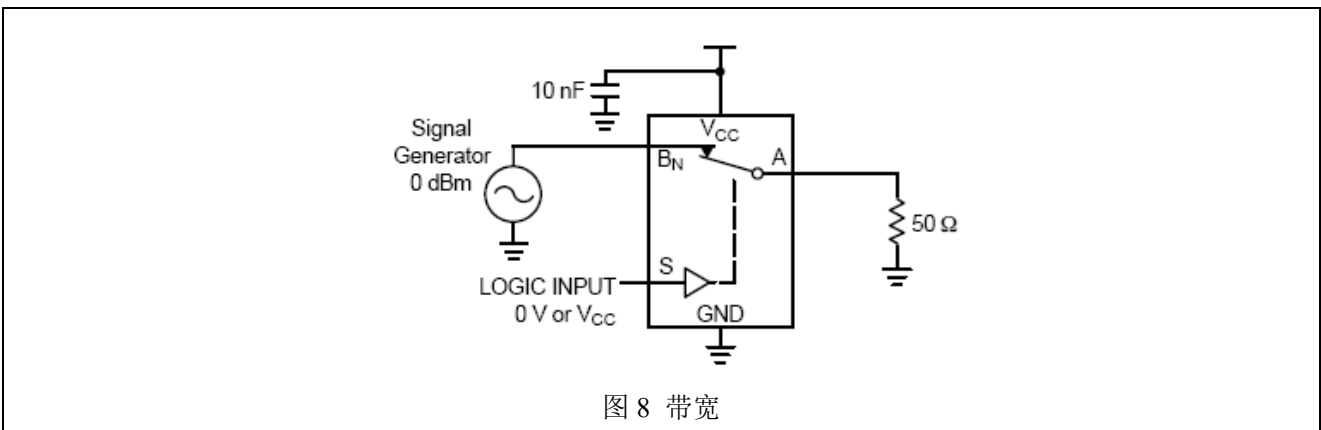 10 nF
Signal
Generator
0 dBm
V_CC
B_N
A
50 Ω
S
LOGIC INPUT
0 V or V_CC
GND
图 8 带宽